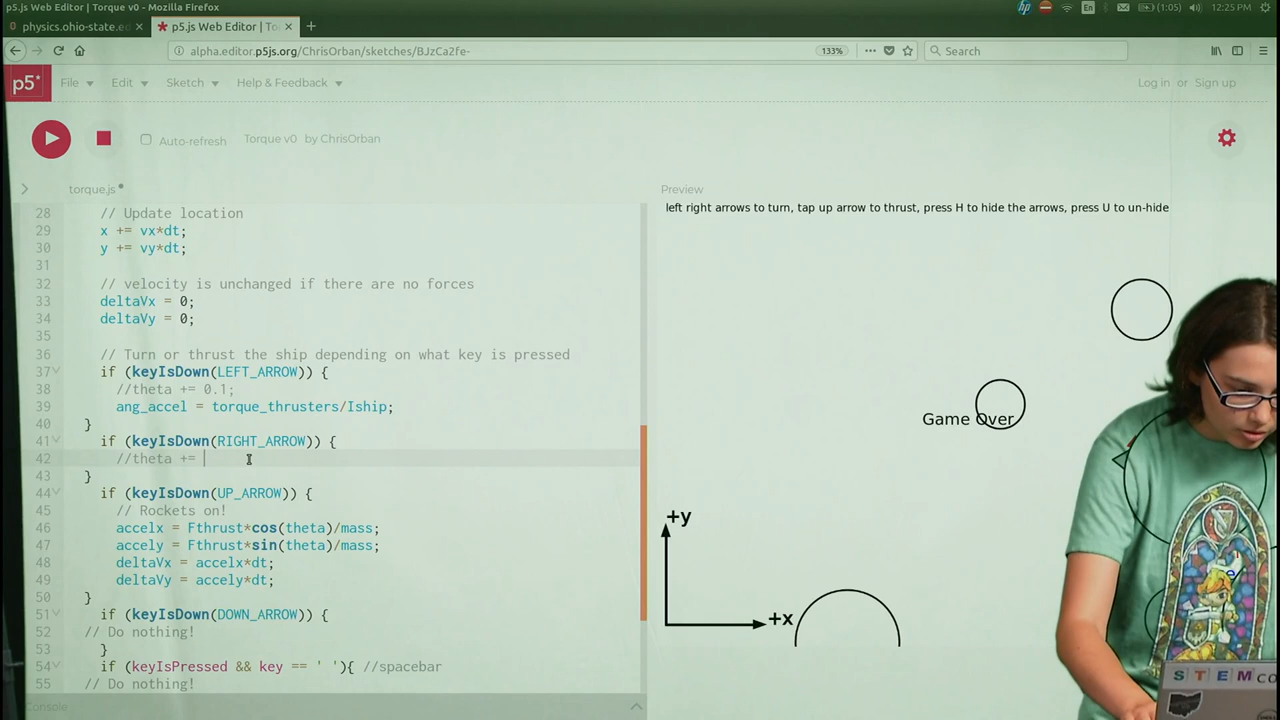 p5.js Web Editor | Torque v0 - Mozilla Firefox
En
(1:05)
12:25 PM
physics.ohio-state.ed
p5.js Web Editor | To
alpha.editor.p5js.org/ChrisOrban/sketches/BJzCa2fe-
133%
Search
p5*
File
Edit
Sketch
Help & Feedback
Log in or Sign up
Auto-refresh
Torque v0 by ChrisOrban
torque.js
Preview
left right arrows to turn, tap up arrow to thrust, press H to hide the arrows, press U to un-hide
28 // Update location
29 x += vx*dt;
30 y += vy*dt;
31
32 // velocity is unchanged if there are no forces
33 deltaVx = 0;
34 deltaVy = 0;
35
36 // Turn or thrust the ship depending on what key is pressed
37 if (keyIsDown(LEFT_ARROW)) {
38 //theta += 0.1;
39 ang_accel = torque_thrusters/Iship;
40 }
41 if (keyIsDown(RIGHT_ARROW)) {
42 //theta +=
43 }
44 if (keyIsDown(UP_ARROW)) {
45 // Rockets on!
46 accelx = Fthrust*cos(theta)/mass;
47 accely = Fthrust*sin(theta)/mass;
48 deltaVx = accelx*dt;
49 deltaVy = accely*dt;
50 }
51 if (keyIsDown(DOWN_ARROW)) {
52 // Do nothing!
53 }
54 if (keyIsPressed && key == ' '){ //spacebar
55 // Do nothing!
Console
Game Over
+y
+x
STEMCO